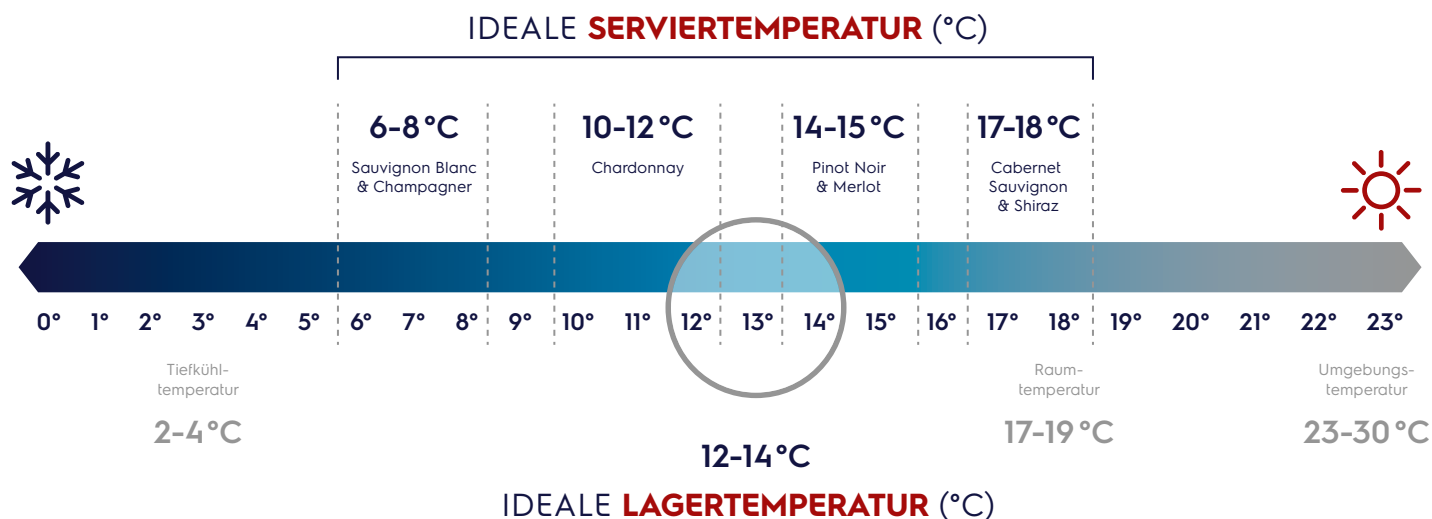 IDEALE SERVIERTEMPERATUR (°C)
6-8 °C
Sauvignon Blanc
& Champagner
10-12 °C
Chardonnay
14-15 °C
Pinot Noir
& Merlot
17-18 °C
Cabernet
Sauvignon
& Shiraz
0° 1° 2° 3° 4° 5° 6° 7° 8° 9° 10° 11° 12° 13° 14° 15° 16° 17° 18° 19° 20° 21° 22° 23°
Tiefkühl-
temperatur
2-4 °C
Raum-
temperatur
17-19 °C
Umgebungs-
temperatur
23-30 °C
12-14 °C
IDEALE LAGERTEMPERATUR (°C)